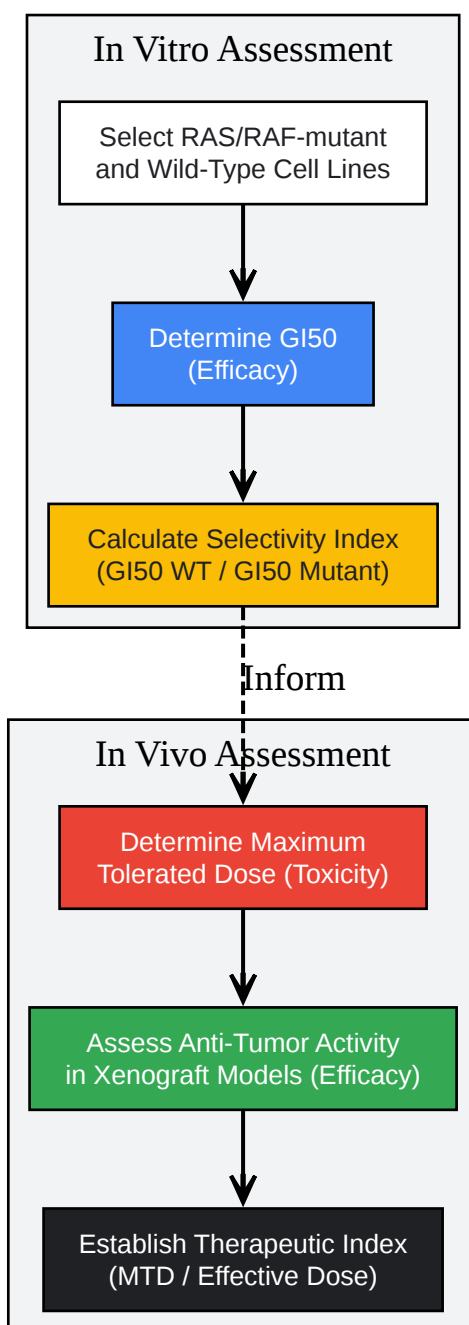 In Vitro Assessment
Select RAS/RAF-mutant
and Wild-Type Cell Lines
Determine GI50
(Efficacy)
Calculate Selectivity Index
(GI50 WT / GI50 Mutant)
Inform
In Vivo Assessment
Determine Maximum
Tolerated Dose (Toxicity)
Assess Anti-Tumor Activity
in Xenograft Models (Efficacy)
Establish Therapeutic Index
(MTD / Effective Dose)